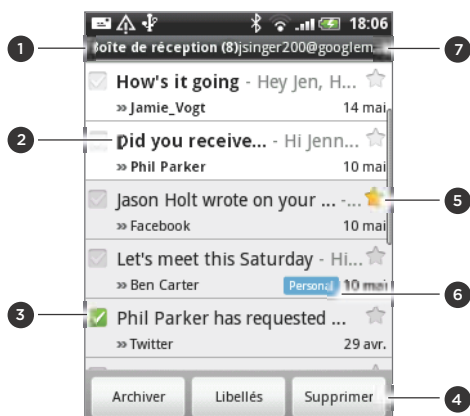 18:06
1 Boîte de réception (8)jsinger200@googlem 7
How's it going - Hey Jen, H...
» Jamie_Vogt 14 mai
2 Did you receive... - Hi Jenn...
» Phil Parker 10 mai
Jason Holt wrote on your ... -... 5
» Facebook 10 mai
Let's meet this Saturday - Hi...
» Ben Carter Personal 10 mai 6
3 Phil Parker has requested ...
» Twitter 29 avr.
Archiver Libellés Supprimer 4